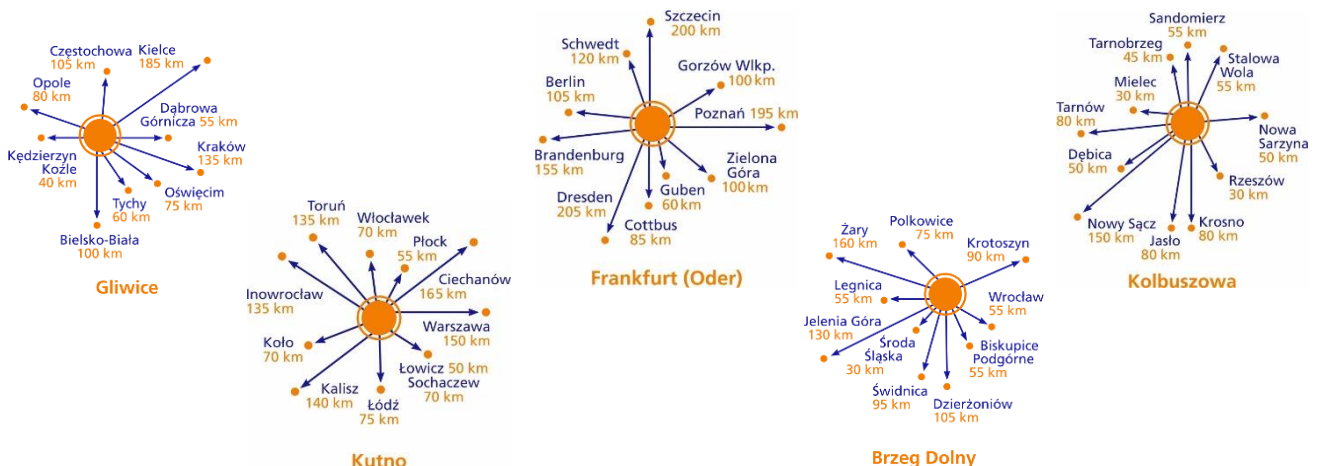 Częstochowa
105 km
Kielce
185 km
Opole
80 km
Dąbrowa
Górnicza 55 km
Kędzierzyn
Koźle
40 km
Kraków
135 km
Oświęcim
75 km
Tychy
60 km
Bielsko-Biała
100 km
Gliwice
Toruń
135 km
Włocławek
70 km
Płock
55 km
Ciechanów
165 km
Inowrocław
135 km
Warszawa
150 km
Koło
70 km
Łowicz 50 km
Sochaczew
70 km
Kalisz
140 km
Łódź
75 km
Kutno
Szczecin
200 km
Schwedt
120 km
Gorzów Wlkp.
100 km
Berlin
105 km
Poznań 195 km
Brandenburg
155 km
Zielona
Góra
100 km
Guben
60 km
Dresden
205 km
Cottbus
85 km
Frankfurt (Oder)
Polkowice
75 km
Żary
160 km
Krotoszyn
90 km
Legnica
55 km
Wrocław
55 km
Jelenia Góra
130 km
Środa
Śląska
30 km
Biskupice
Podgórne
55 km
Świdnica
95 km
Dzierżoniów
105 km
Brzeg Dolny
Sandomierz
55 km
Tarnobrzeg
45 km
Stalowa
Wola
55 km
Mielec
30 km
Tarnów
80 km
Nowa
Sarzyna
50 km
Dębica
50 km
Rzeszów
30 km
Nowy Sącz
150 km
Jasło
80 km
Krosno
80 km
Kolbuszowa